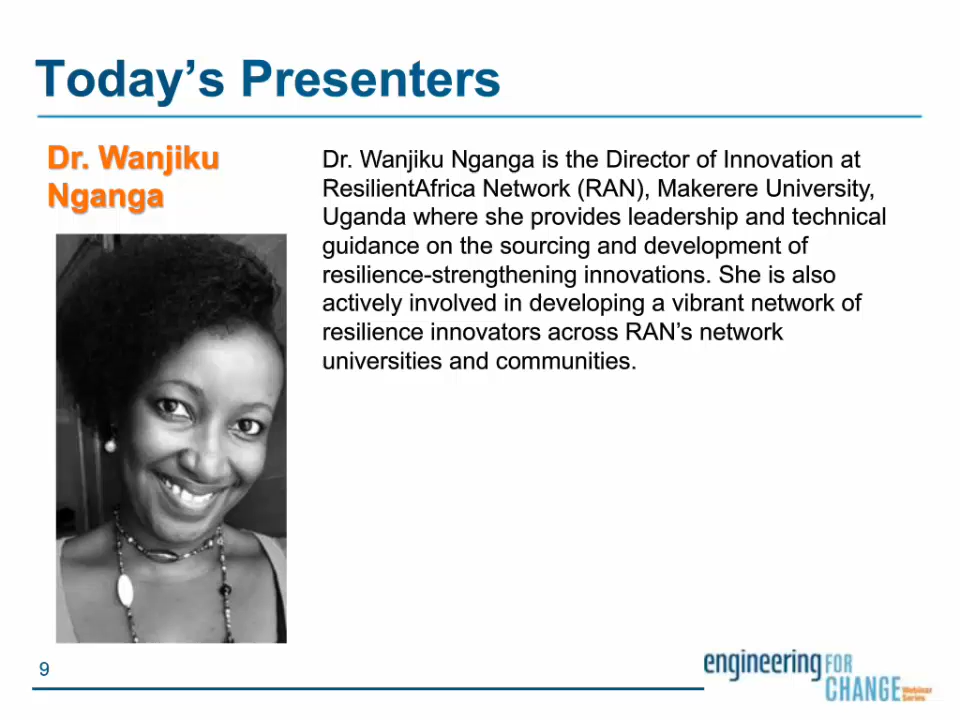 Today's Presenters
Dr. Wanjiku
Nganga
Dr. Wanjiku Nganga is the Director of Innovation at
ResilientAfrica Network (RAN), Makerere University,
Uganda where she provides leadership and technical
guidance on the sourcing and development of
resilience-strengthening innovations. She is also
actively involved in developing a vibrant network of
resilience innovators across RAN's network
universities and communities.
9
engineering FOR
CHANGE Webinar
Series